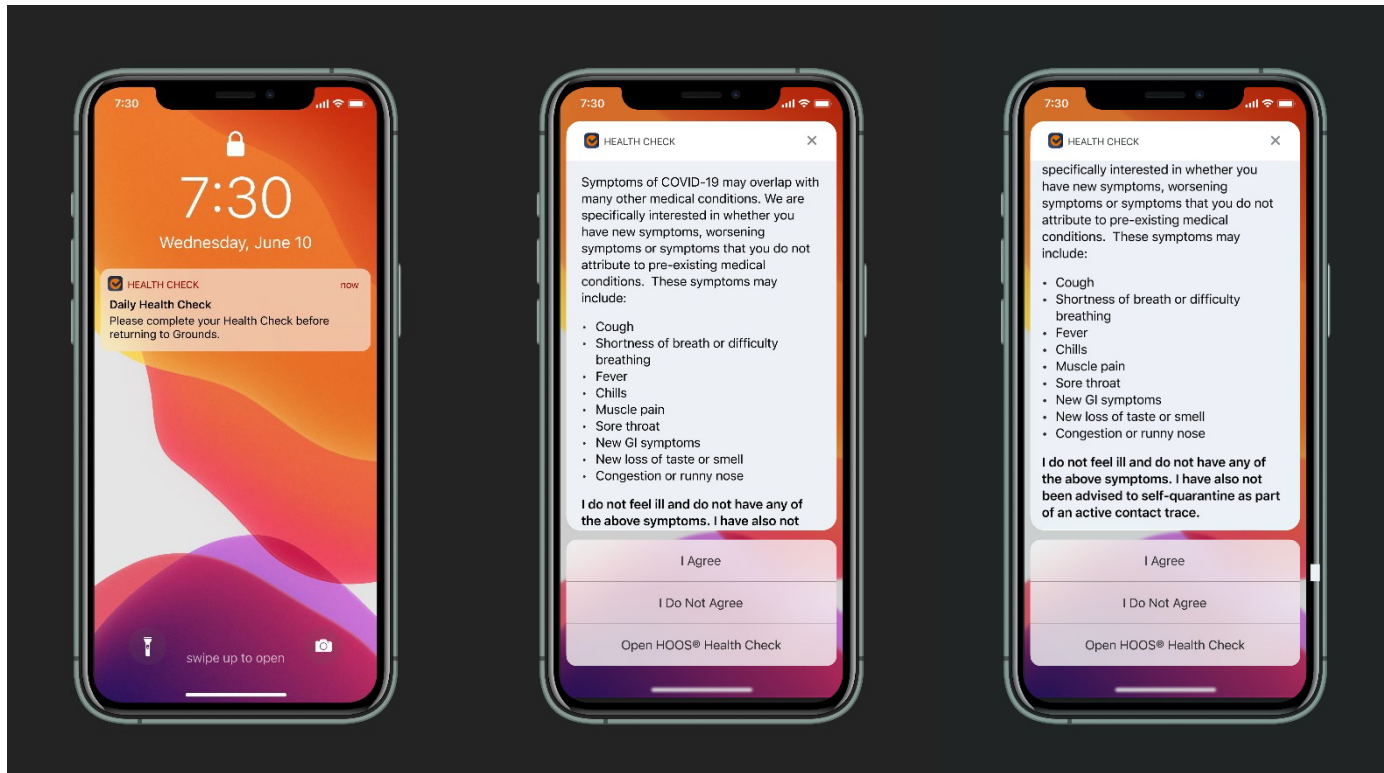 7:30
7:30
Wednesday, June 10
HEALTH CHECK
now
Daily Health Check
Please complete your Health Check before
returning to Grounds.
swipe up to open
7:30
HEALTH CHECK
Symptoms of COVID-19 may overlap with
many other medical conditions. We are
specifically interested in whether you
have new symptoms, worsening
symptoms or symptoms that you do not
attribute to pre-existing medical
conditions. These symptoms may
include:
• Cough
• Shortness of breath or difficulty
breathing
• Fever
• Chills
• Muscle pain
• Sore throat
• New GI symptoms
• New loss of taste or smell
• Congestion or runny nose
I do not feel ill and do not have any of
the above symptoms. I have also not
I Agree
I Do Not Agree
Open HOOS® Health Check
7:30
HEALTH CHECK
specifically interested in whether you
have new symptoms, worsening
symptoms or symptoms that you do not
attribute to pre-existing medical
conditions. These symptoms may
include:
• Cough
• Shortness of breath or difficulty
breathing
• Fever
• Chills
• Muscle pain
• Sore throat
• New GI symptoms
• New loss of taste or smell
• Congestion or runny nose
I do not feel ill and do not have any of
the above symptoms. I have also not
been advised to self-quarantine as part
of an active contact trace.
I Agree
I Do Not Agree
Open HOOS® Health Check